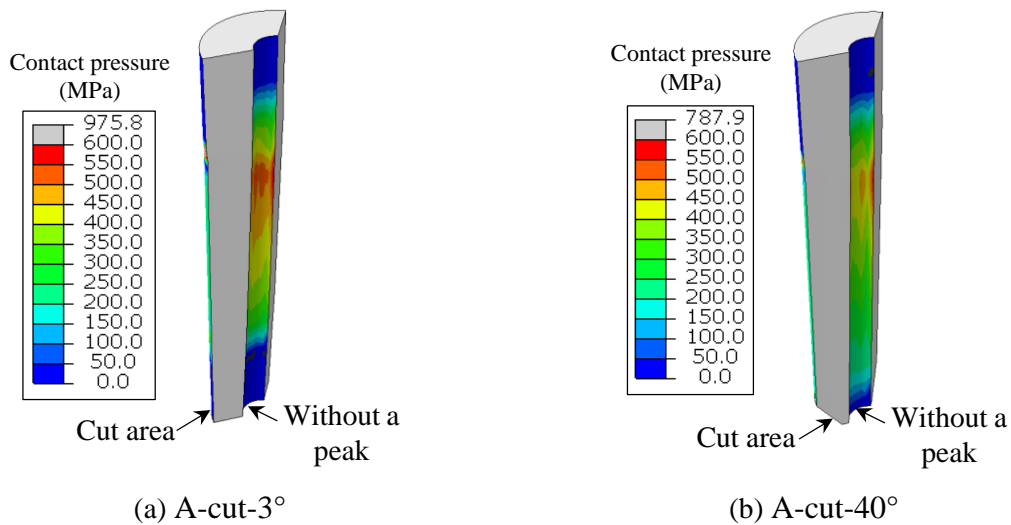 Contact pressure
(MPa)
975.8
600.0
550.0
500.0
450.0
400.0
350.0
300.0
250.0
200.0
150.0
100.0
50.0
0.0
Cut area
Without a
peak
(a) A-cut-3°
Contact pressure
(MPa)
787.9
600.0
550.0
500.0
450.0
400.0
350.0
300.0
250.0
200.0
150.0
100.0
50.0
0.0
Cut area
Without a
peak
(b) A-cut-40°